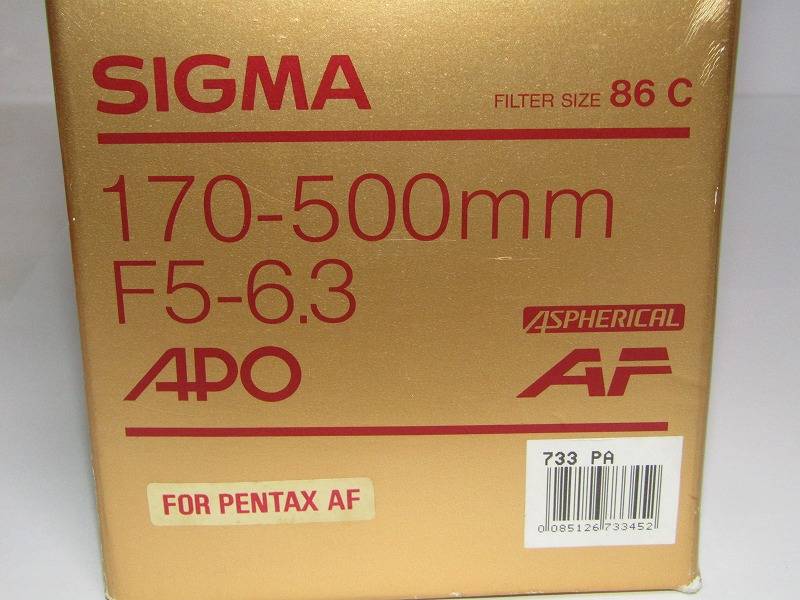 SIGMA
FILTER SIZE 86 C
170-500mm
F5-6.3
ASPHERICAL
APO
AF
733 PA
FOR PENTAX AF
0 085126 733452